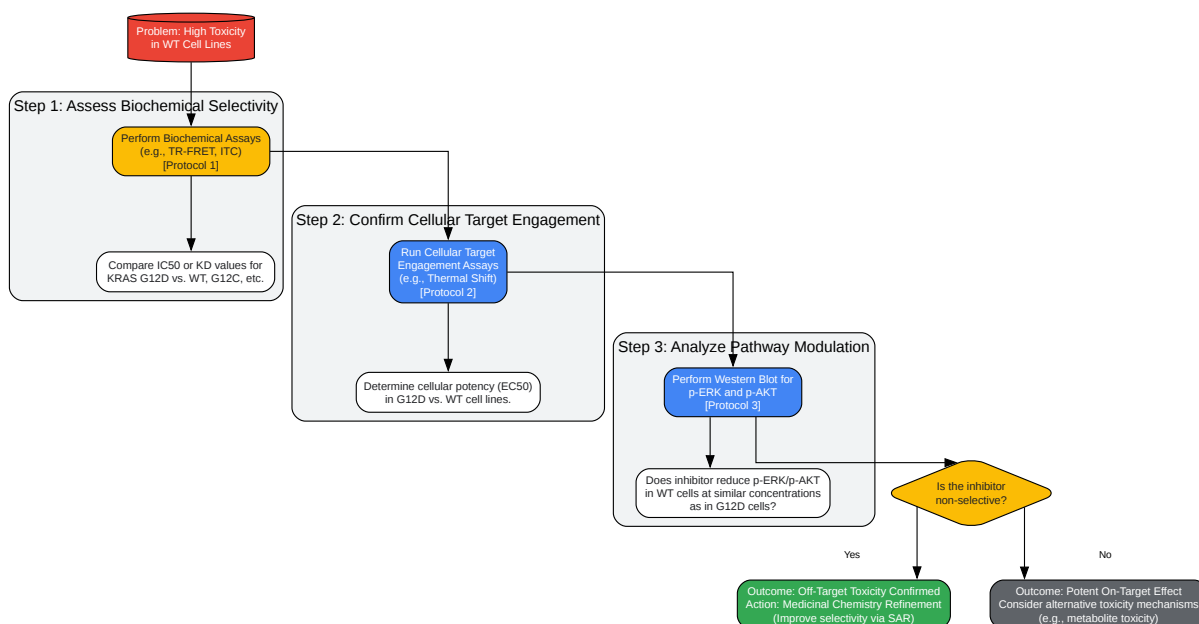 Problem: High Toxicity
in WT Cell Lines
Step 1: Assess Biochemical Selectivity
Perform Biochemical Assays
(e.g., TR-FRET, ITC)
[Protocol 1]
Compare IC50 or KD values for
KRAS G12D vs. WT, G12C, etc.
Step 2: Confirm Cellular Target Engagement
Run Cellular Target
Engagement Assays
(e.g., Thermal Shift)
[Protocol 2]
Determine cellular potency (EC50)
in G12D vs. WT cell lines.
Step 3: Analyze Pathway Modulation
Perform Western Blot for
p-ERK and p-AKT
[Protocol 3]
Does inhibitor reduce p-ERK/p-AKT
in WT cells at similar concentrations
as in G12D cells?
Is the inhibitor
non-selective?
Yes
No
Outcome: Off-Target Toxicity Confirmed
Action: Medicinal Chemistry Refinement
(Improve selectivity via SAR)
Outcome: Potent On-Target Effect
Consider alternative toxicity mechanisms
(e.g., metabolite toxicity)